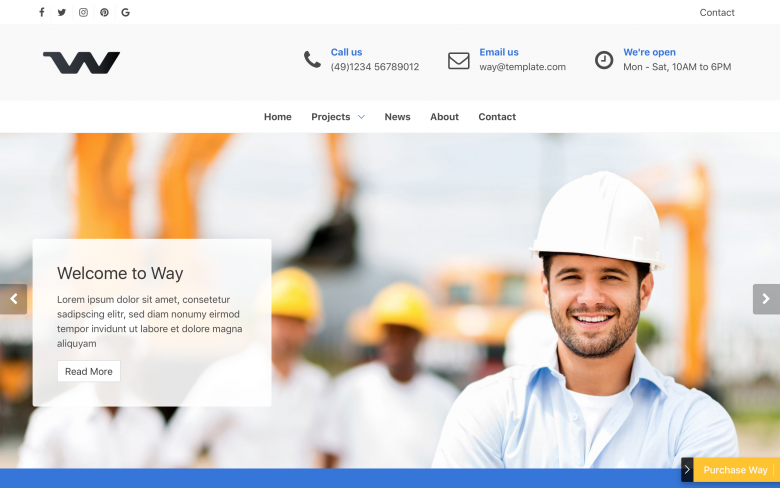 Contact
W
Call us
(49)1234 56789012
Email us
way@template.com
We're open
Mon - Sat, 10AM to 6PM
Home Projects News About Contact
Welcome to Way
Lorem ipsum dolor sit amet, consetetur
sadipscing elitr, sed diam nonumy eirmod
tempor invidunt ut labore et dolore magna
aliquyam
Read More
Purchase Way